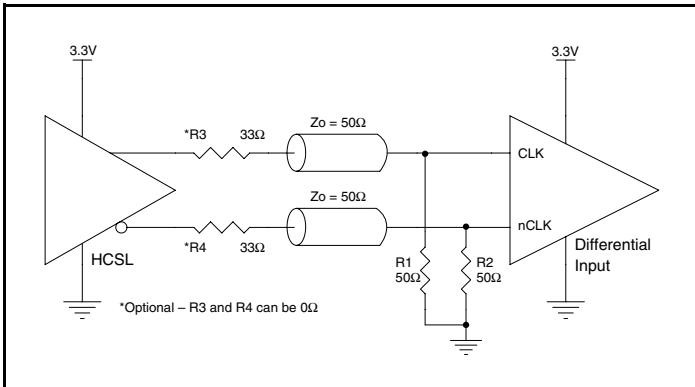 3.3V
3.3V
*R3 33Ω
Zo = 50Ω
CLK
Zo = 50Ω
nCLK
*R4 33Ω
HCSL
R1
50Ω
R2
50Ω
Differential
Input
*Optional – R3 and R4 can be 0Ω